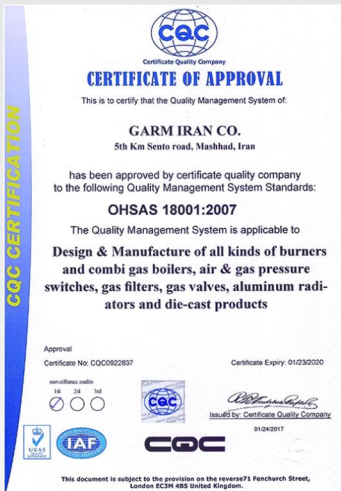 CQC
Certificate Quality Company
CERTIFICATE OF APPROVAL
This is to certify that the Quality Management System of:
GARM IRAN CO.
5th Km Sento road, Mashhad, Iran
has been approved by certificate quality company
to the following Quality Management System Standards:
OHSAS 18001:2007
The Quality Management System is applicable to
Design & Manufacture of all kinds of burners
and combi gas boilers, air & gas pressure
switches, gas filters, gas valves, aluminum radi-
ators and die-cast products
CQC CERTIFICATION
Approval
Certificate No: CQC0922837
Certificate Expiry: 01/23/2020
surveillance audits
1st 2nd 3rd
CQC
Issued by: Certificate Quality Company
01/24/2017
UKAS
IAF
CQC
This document is subject to the provision on the reverse71 Fenchurch Street,
London EC3M 4BS United Kingdom.